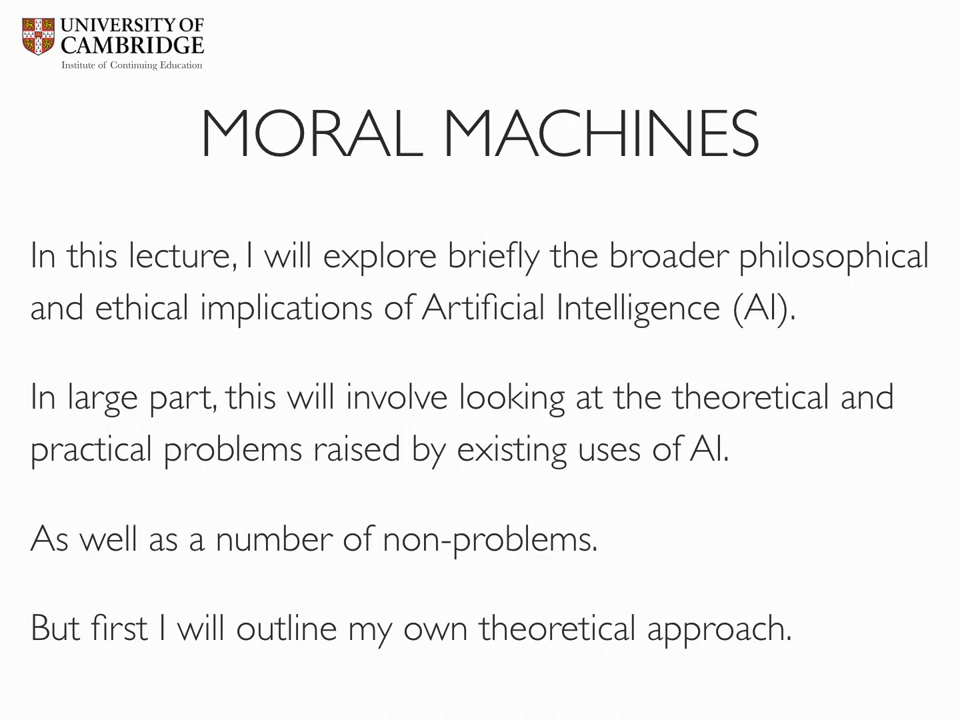 UNIVERSITY OF
CAMBRIDGE
Institute of Continuing Education
MORAL MACHINES
In this lecture, I will explore briefly the broader philosophical
and ethical implications of Artificial Intelligence (AI).
In large part, this will involve looking at the theoretical and
practical problems raised by existing uses of AI.
As well as a number of non-problems.
But first I will outline my own theoretical approach.